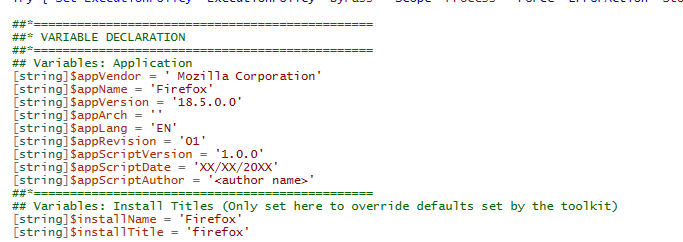 ##*===============================================
##* VARIABLE DECLARATION
##*===============================================
## Variables: Application
[string]$appVendor = ' Mozilla Corporation'
[string]$appName = 'Firefox'
[string]$appVersion = '18.5.0.0'
[string]$appArch = ''
[string]$appLang = 'EN'
[string]$appRevision = '01'
[string]$appScriptVersion = '1.0.0'
[string]$appScriptDate = 'XX/XX/20XX'
[string]$appScriptAuthor = '<author name>'
##*===============================================
## Variables: Install Titles (Only set here to override defaults set by the toolkit)
[string]$installName = 'Firefox'
[string]$installTitle = 'firefox'